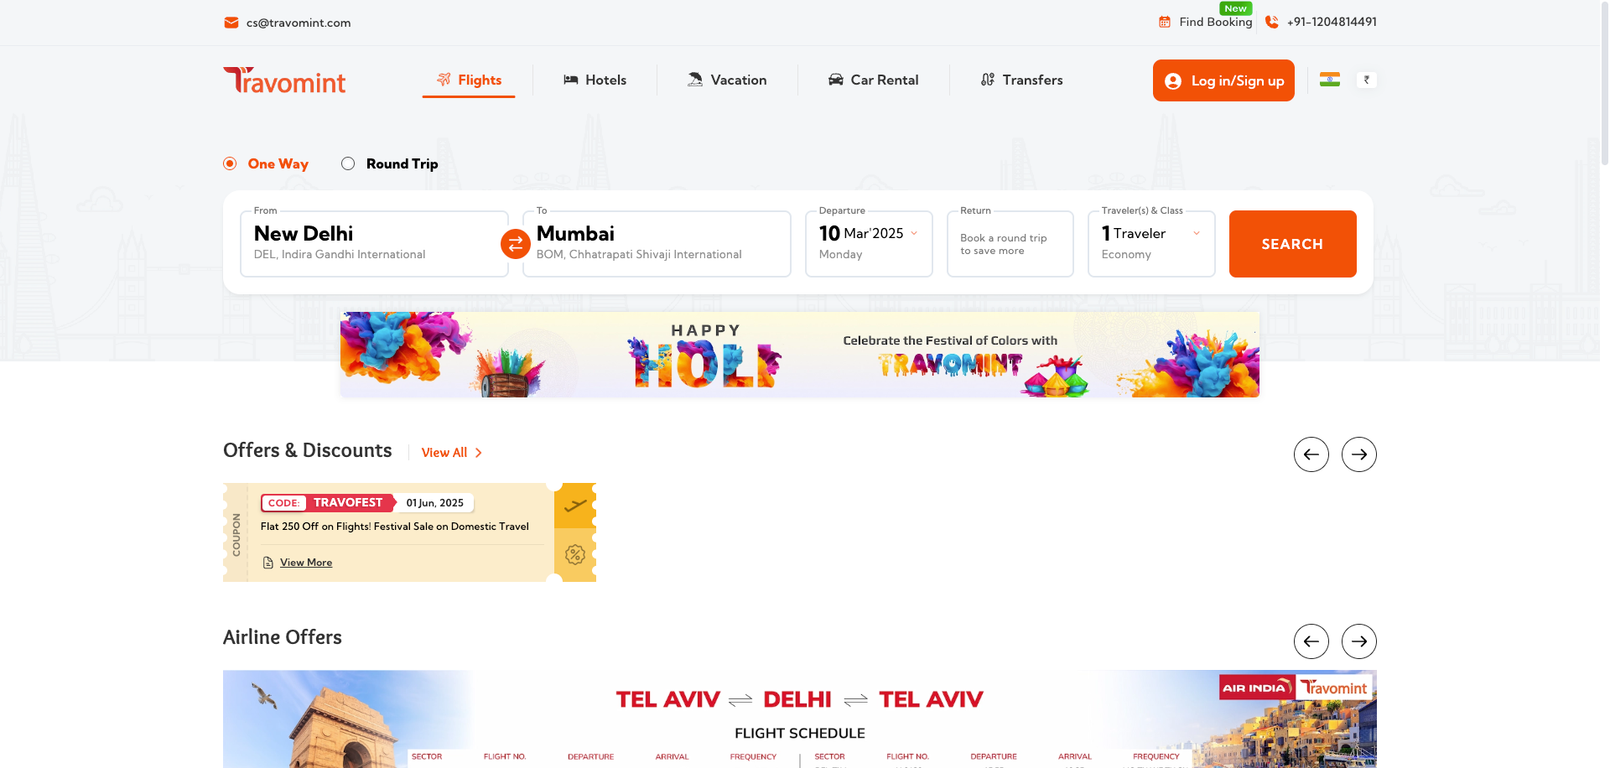 cs@travomint.com
New
Find Booking
+91-1204814491
Travomint
Flights
Hotels
Vacation
Car Rental
Transfers
Log in/Sign up
₹
One Way
Round Trip
From
New Delhi
DEL, Indira Gandhi International
To
Mumbai
BOM, Chhatrapati Shivaji International
Departure
10 Mar'2025
Monday
Return
Book a round trip
to save more
Traveler(s) & Class
1 Traveler
Economy
SEARCH
HAPPY
HOLI
Celebrate the Festival of Colors with
TRAVOMINT
Offers & Discounts
View All
COUPON
CODE: TRAVOFEST 01 Jun, 2025
Flat 250 Off on Flights! Festival Sale on Domestic Travel
View More
Airline Offers
AIR INDIA Travomint
TEL AVIV DELHI TEL AVIV
FLIGHT SCHEDULE
SECTOR FLIGHT NO. DEPARTURE ARRIVAL FREQUENCY SECTOR FLIGHT NO. DEPARTURE ARRIVAL FREQUENCY